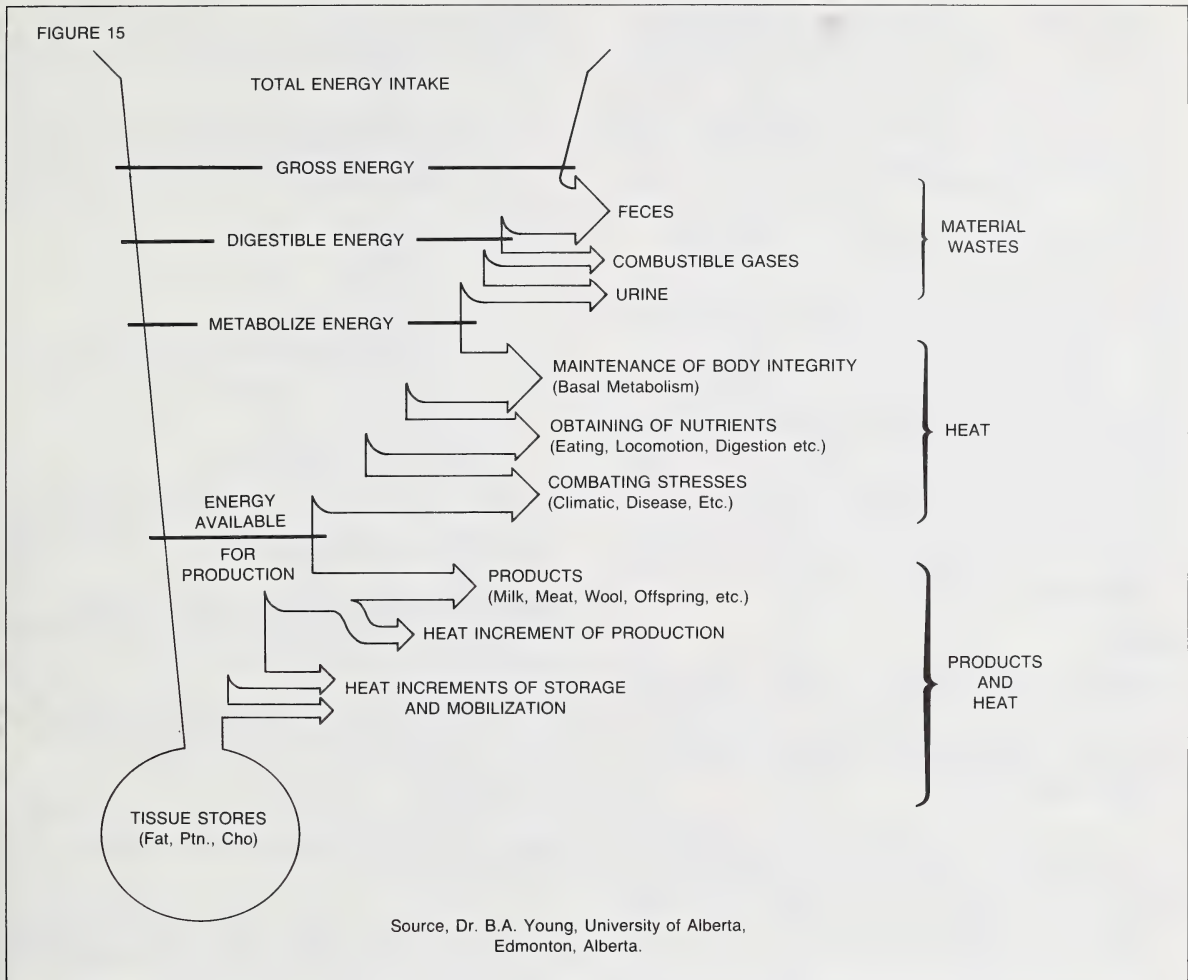 FIGURE 15
TOTAL ENERGY INTAKE
GROSS ENERGY
FECES
DIGESTIBLE ENERGY
COMBUSTIBLE GASES
URINE
MATERIAL
WASTES
METABOLIZE ENERGY
MAINTENANCE OF BODY INTEGRITY
(Basal Metabolism)
OBTAINING OF NUTRIENTS
(Eating, Locomotion, Digestion etc.)
HEAT
COMBATING STRESSES
(Climatic, Disease, Etc.)
ENERGY
AVAILABLE
FOR
PRODUCTION
PRODUCTS
(Milk, Meat, Wool, Offspring, etc.)
HEAT INCREMENT OF PRODUCTION
HEAT INCREMENTS OF STORAGE
AND MOBILIZATION
PRODUCTS
AND
HEAT
TISSUE STORES
(Fat, Ptn., Cho)
Source, Dr. B.A. Young, University of Alberta,
Edmonton, Alberta.